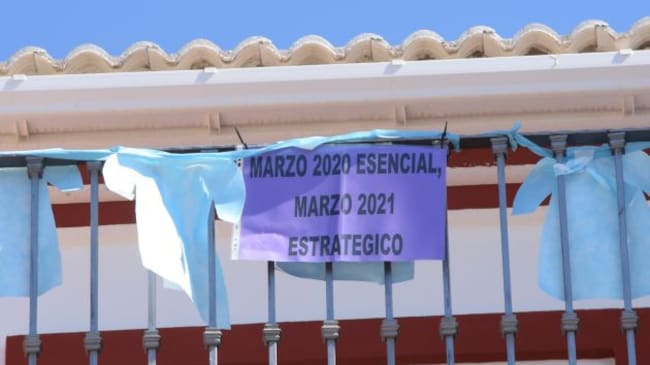 MARZO 2020 ESENCIAL,
MARZO 2021
ESTRATEGICO